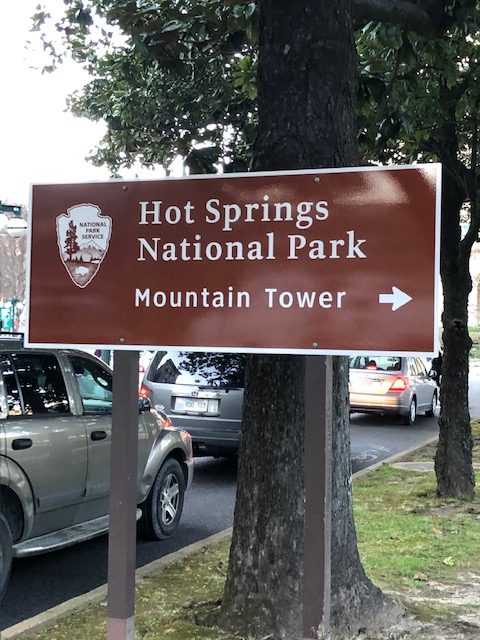 NATIONAL
PARK
SERVICE
Hot Springs
National Park
Mountain Tower